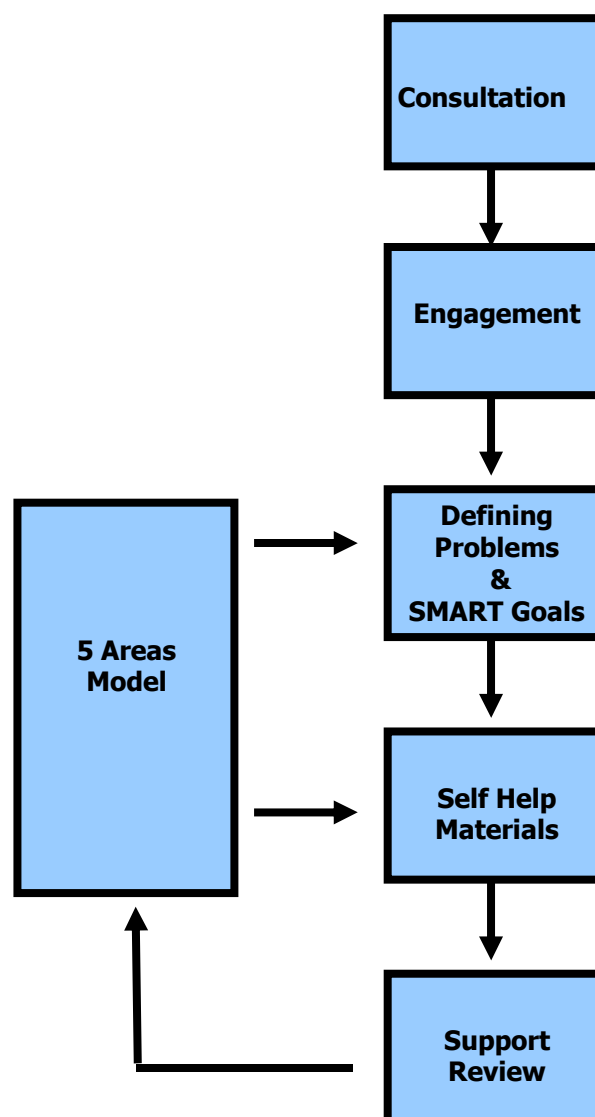 Consultation
Engagement
Defining
Problems
&
SMART Goals
5 Areas
Model
Self Help
Materials
Support
Review